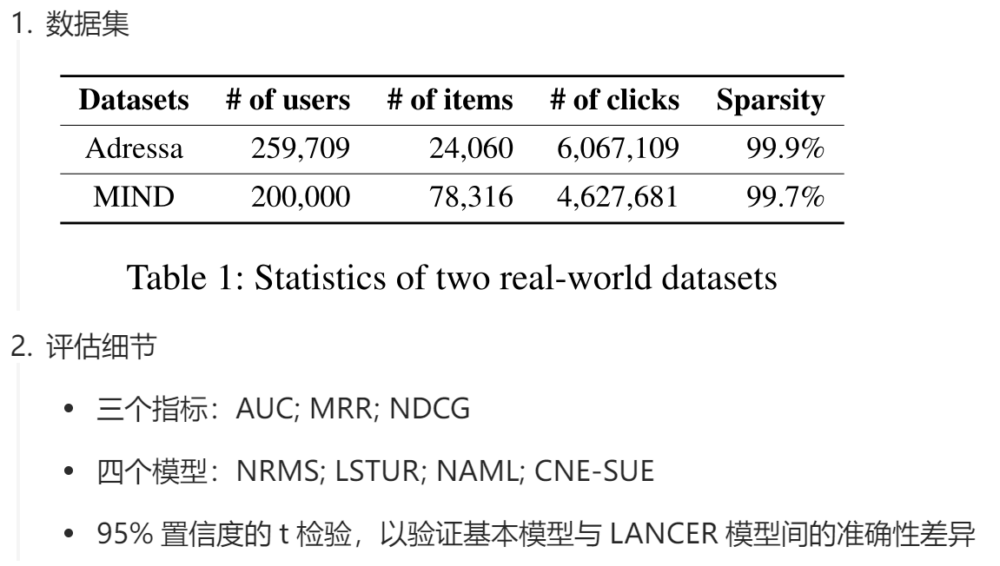 1. 数据集
Datasets # of users # of items # of clicks Sparsity
Adressa 259,709 24,060 6,067,109 99.9%
MIND 200,000 78,316 4,627,681 99.7%
Table 1: Statistics of two real-world datasets
2. 评估细节
• 三个指标：AUC; MRR; NDCG
• 四个模型：NRMS; LSTUR; NAML; CNE-SUE
• 95% 置信度的 t 检验，以验证基本模型与 LANCER 模型间的准确性差异